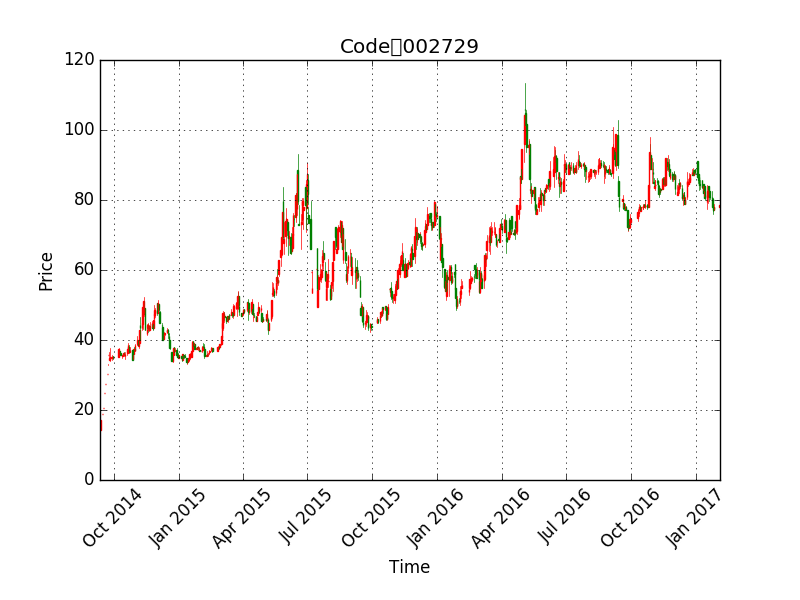 Code▯002729
120
100
80
60
40
20
0
Price
Oct 2014
Jan 2015
Apr 2015
Jul 2015
Oct 2015
Jan 2016
Apr 2016
Jul 2016
Oct 2016
Jan 2017
Time